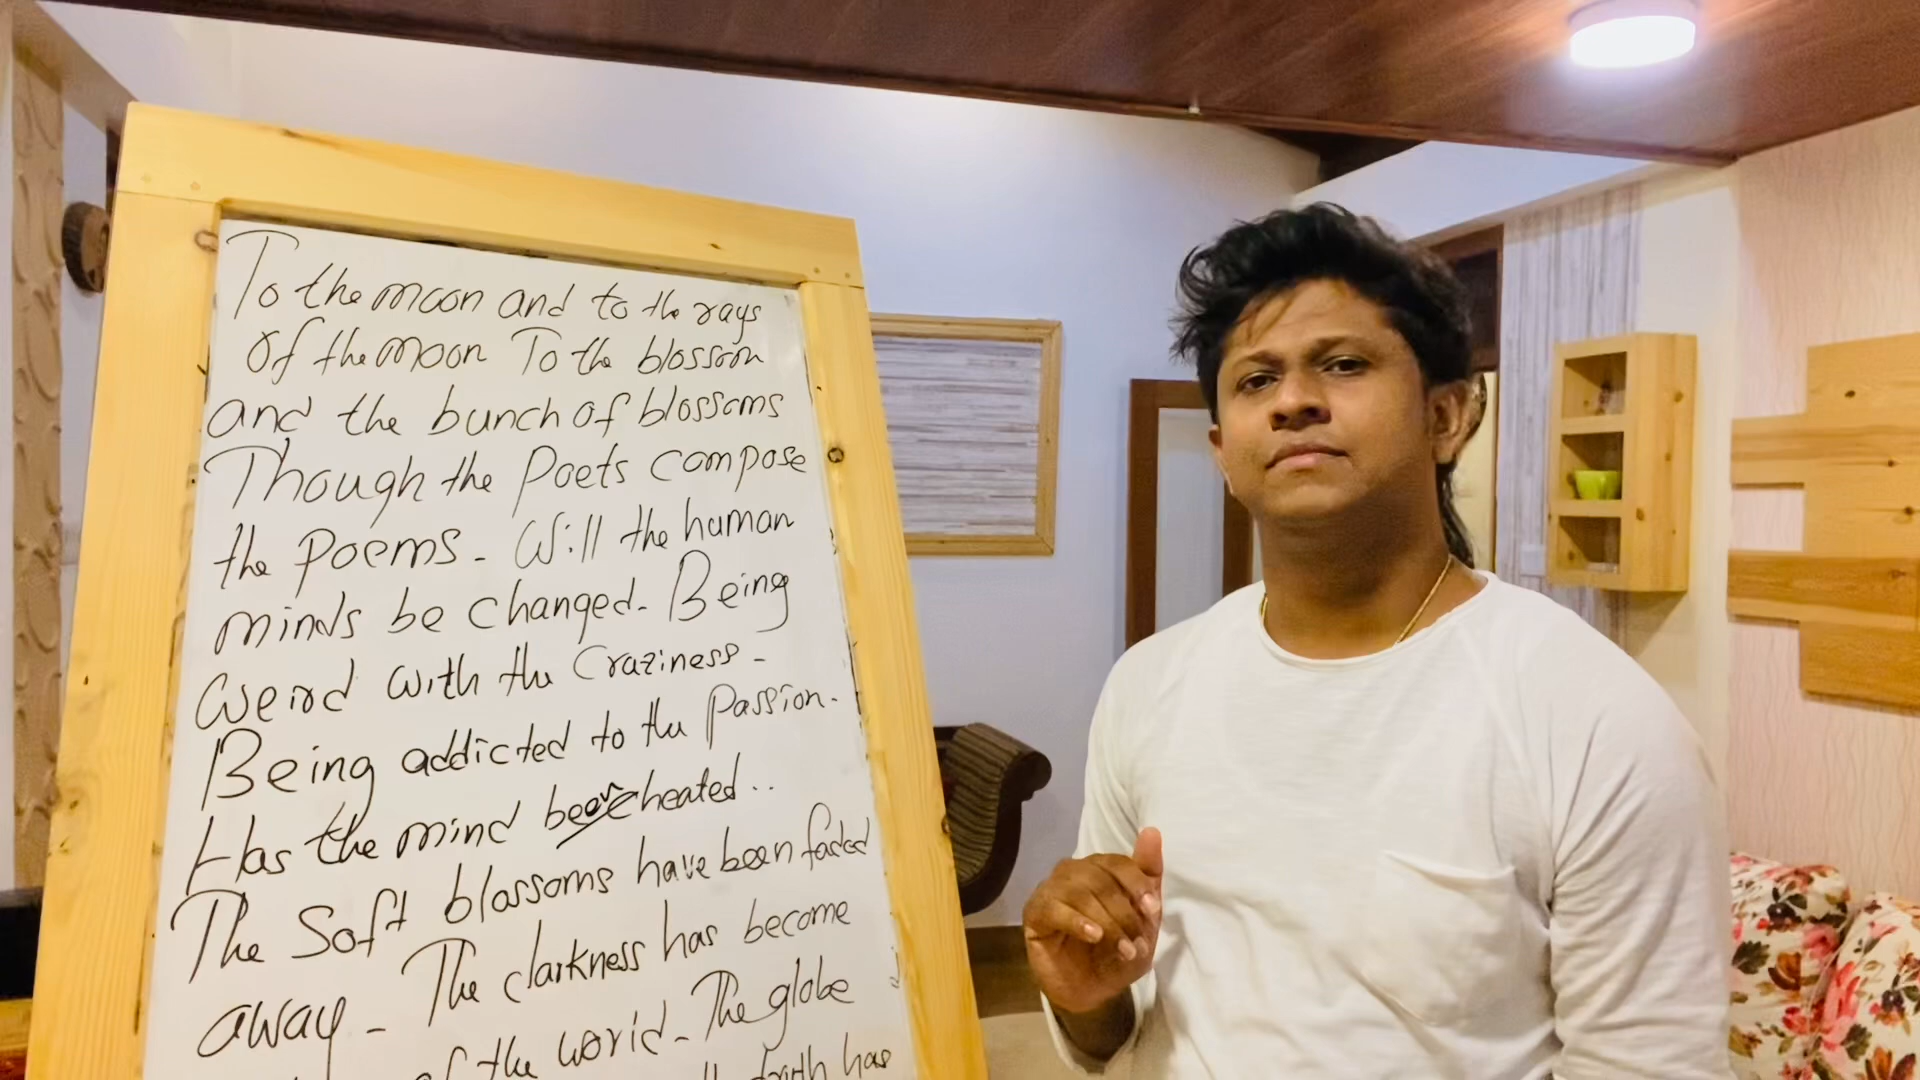 To the moon and to the rays
of the moon To the blossom
and the bunch of blossoms
Though the Poets compose
the poems - Will the human
minds be changed - Being
weird with the Craziness -
Being addicted to the passion -
Has the mind been cheated ..
The Soft blossoms have been faded
away - The darkness has become
of the world - The globe
has